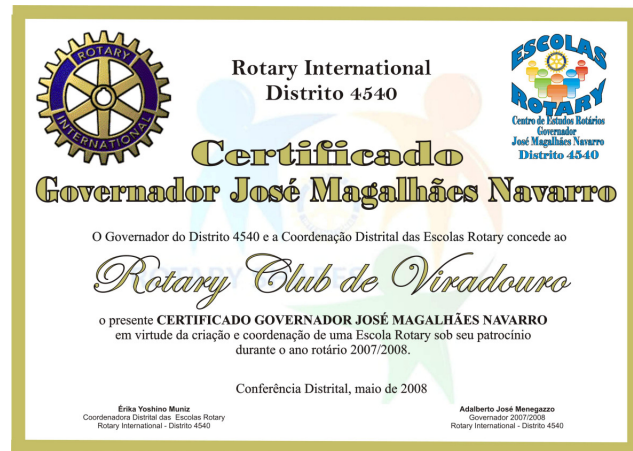 ROTARY
INTERNATIONAL
Rotary International
Distrito 4540
ESCOLAS
ROTARY
Centro de Estudos Rotários
Governador
José Magalhães Navarro
Distrito 4540
Certificado
Governador José Magalhães Navarro
O Governador do Distrito 4540 e a Coordenação Distrital das Escolas Rotary concede ao
Rotary Club de Viradouro
o presente CERTIFICADO GOVERNADOR JOSÉ MAGALHÃES NAVARRO
em virtude da criação e coordenação de uma Escola Rotary sob seu patrocínio
durante o ano rotário 2007/2008.
Conferência Distrital, maio de 2008
Érika Yoshino Muniz
Coordenadora Distrital das Escolas Rotary
Rotary International - Distrito 4540
Adalberto José Menegazzo
Governador 2007/2008
Rotary International - Distrito 4540